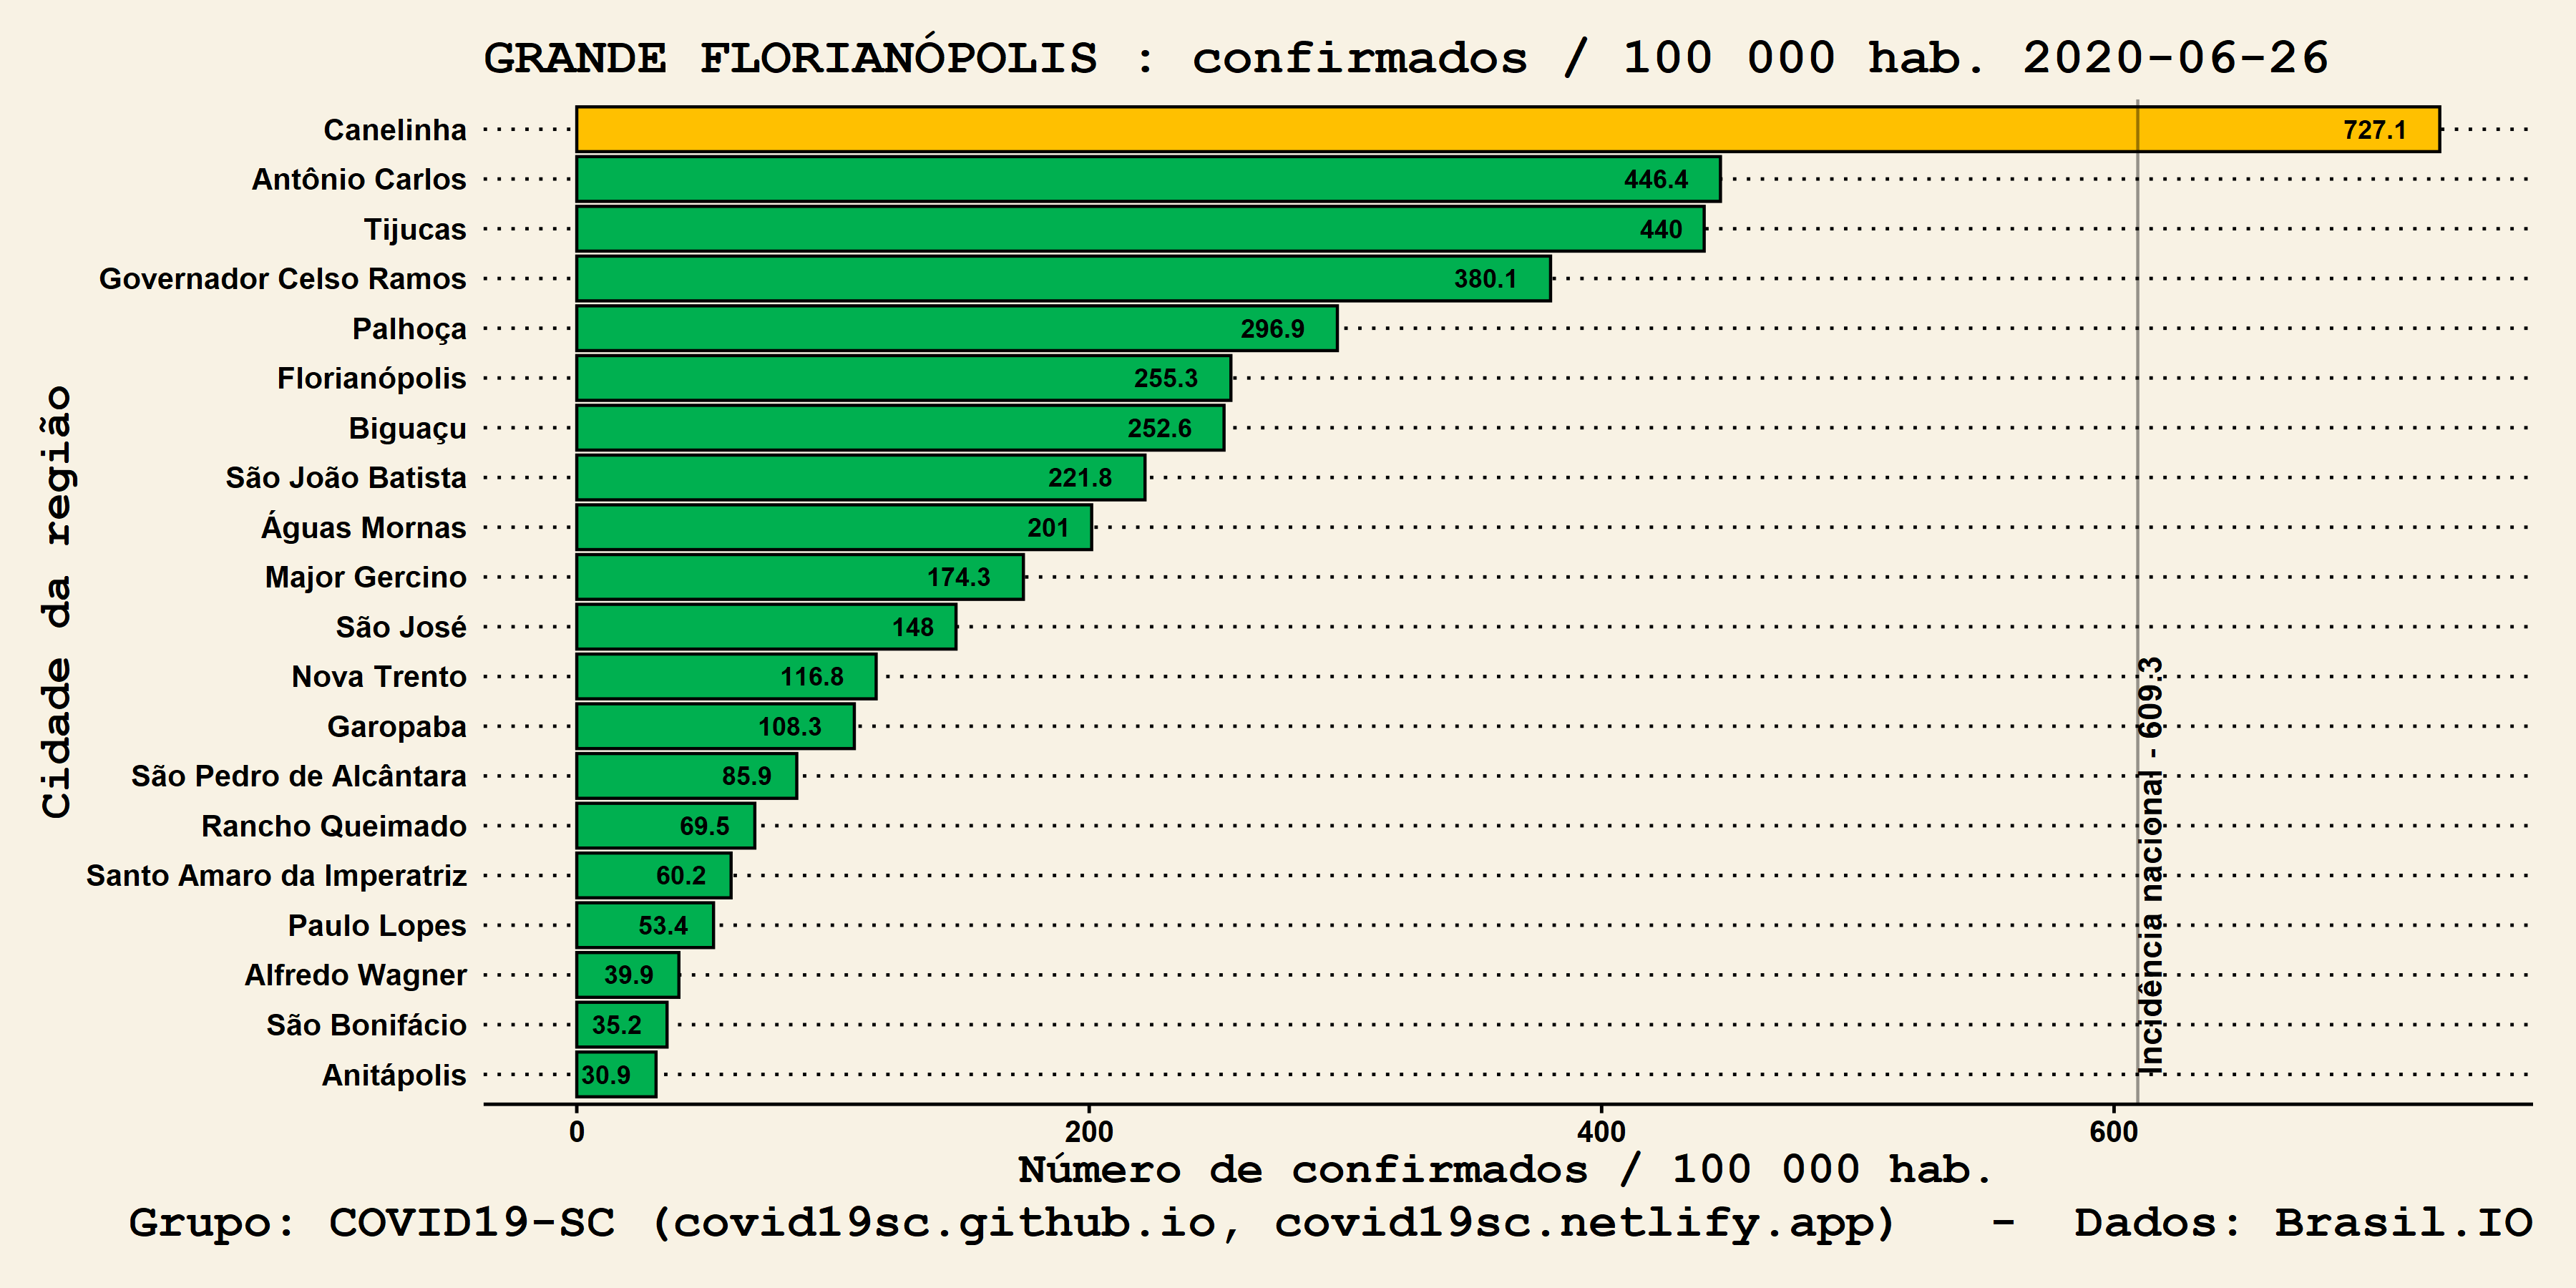 GRANDE FLORIANÓPOLIS : confirmados / 100 000 hab. 2020-06-26
Cidade da região
Canelinha 727.1
Antônio Carlos 446.4
Tijucas 440
Governador Celso Ramos 380.1
Palhoça 296.9
Florianópolis 255.3
Biguaçu 252.6
São João Batista 221.8
Águas Mornas 201
Major Gercino 174.3
São José 148
Nova Trento 116.8
Garopaba 108.3
São Pedro de Alcântara 85.9
Rancho Queimado 69.5
Santo Amaro da Imperatriz 60.2
Paulo Lopes 53.4
Alfredo Wagner 39.9
São Bonifácio 35.2
Anitápolis 30.9
Incidência nacional - 609.3
0 200 400 600
Número de confirmados / 100 000 hab.
Grupo: COVID19-SC (covid19sc.github.io, covid19sc.netlify.app) - Dados: Brasil.IO